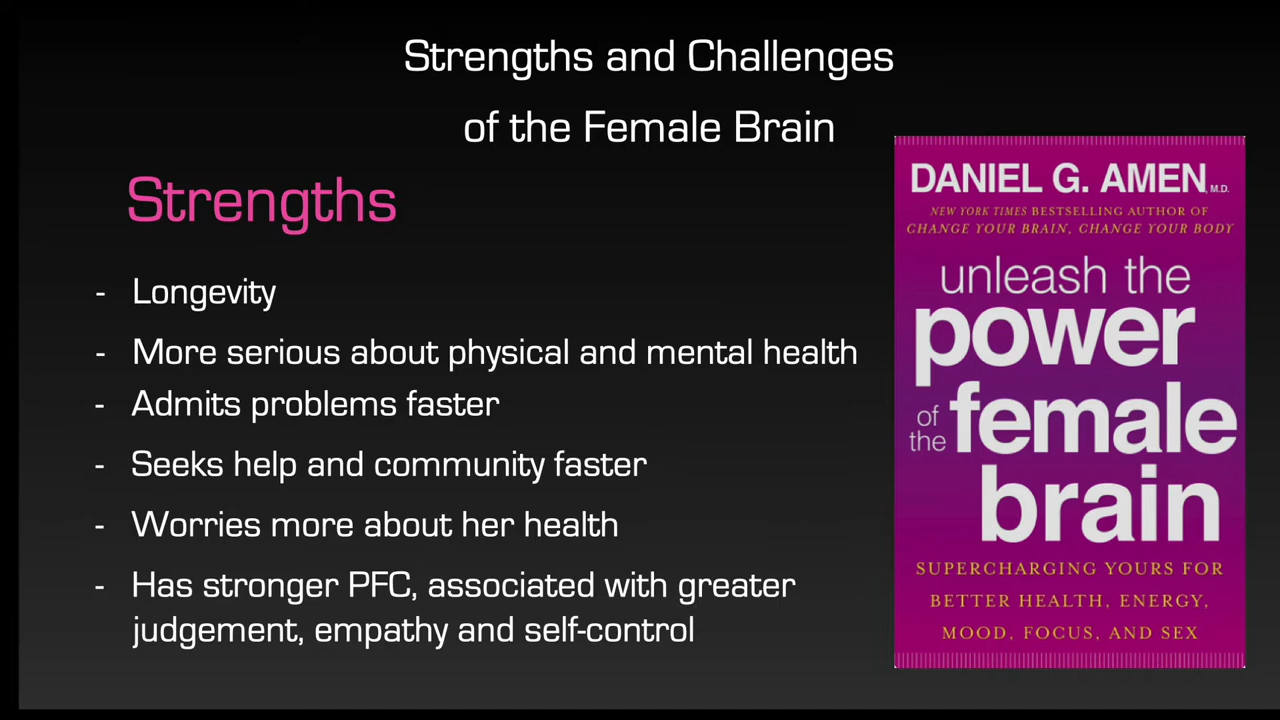 Strengths and Challenges
of the Female Brain
Strengths
- Longevity
- More serious about physical and mental health
- Admits problems faster
- Seeks help and community faster
- Worries more about her health
- Has stronger PFC, associated with greater
judgement, empathy and self-control
DANIEL G. AMEN, M.D.
NEW YORK TIMES BESTSELLING AUTHOR OF
CHANGE YOUR BRAIN, CHANGE YOUR BODY
unleash the
power
of the female
brain
SUPERCHARGING YOURS FOR
BETTER HEALTH, ENERGY,
MOOD, FOCUS, AND SEX